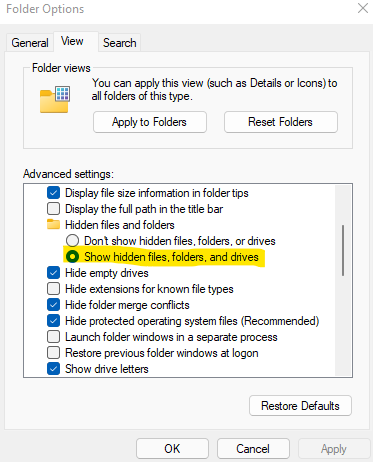 Folder Options
General
View
Search
Folder views
You can apply this view (such as Details or Icons) to
all folders of this type.
Apply to Folders
Reset Folders
Advanced settings:
Display file size information in folder tips
Display the full path in the title bar
Hidden files and folders
Don't show hidden files, folders, or drives
Show hidden files, folders, and drives
Hide empty drives
Hide extensions for known file types
Hide folder merge conflicts
Hide protected operating system files (Recommended)
Launch folder windows in a separate process
Restore previous folder windows at logon
Show drive letters
Restore Defaults
OK
Cancel
Apply